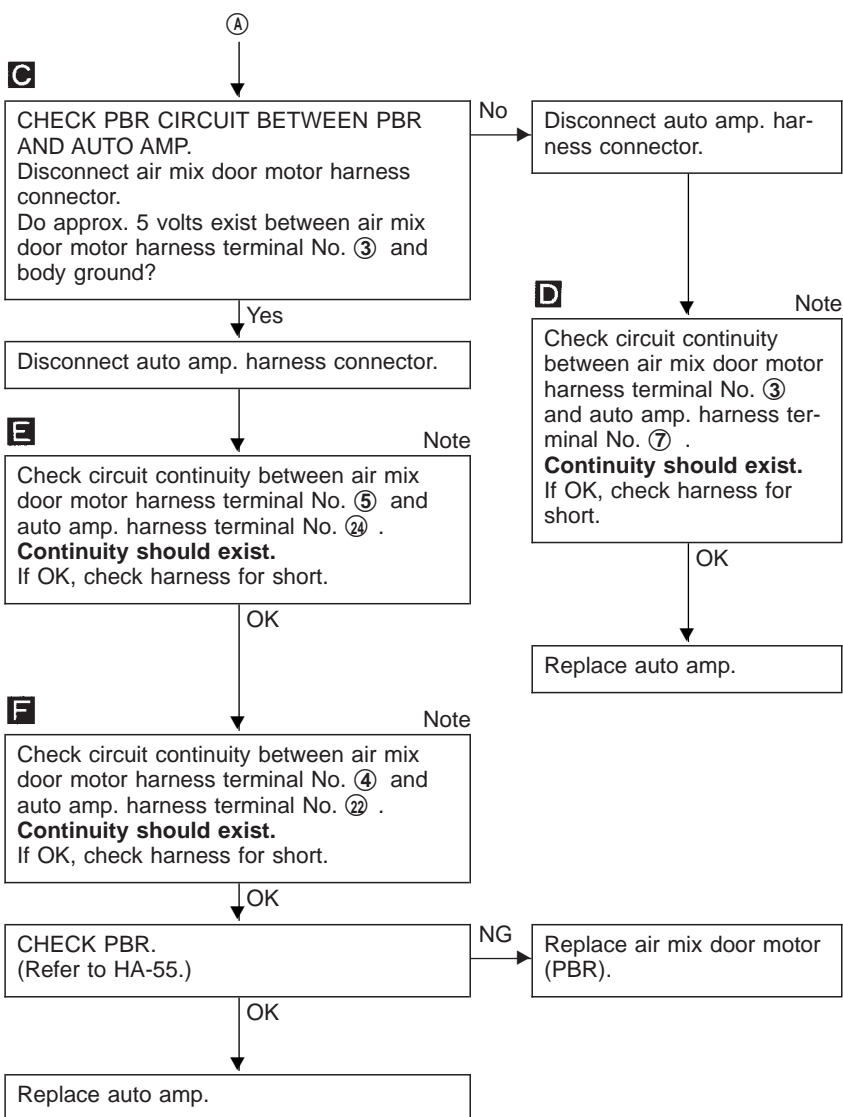 Ⓐ
C
CHECK PBR CIRCUIT BETWEEN PBR
AND AUTO AMP.
Disconnect air mix door motor harness
connector.
Do approx. 5 volts exist between air mix
door motor harness terminal No. ③ and
body ground?
No
Disconnect auto amp. har-
ness connector.
Yes
Disconnect auto amp. harness connector.
D
Note
Check circuit continuity
between air mix door motor
harness terminal No. ③
and auto amp. harness ter-
minal No. ⑦ .
Continuity should exist.
If OK, check harness for
short.
OK
Replace auto amp.
E
Note
Check circuit continuity between air mix
door motor harness terminal No. ⑤ and
auto amp. harness terminal No. ㉔ .
Continuity should exist.
If OK, check harness for short.
OK
F
Note
Check circuit continuity between air mix
door motor harness terminal No. ④ and
auto amp. harness terminal No. ㉒ .
Continuity should exist.
If OK, check harness for short.
OK
CHECK PBR.
(Refer to HA-55.)
NG
Replace air mix door motor
(PBR).
OK
Replace auto amp.